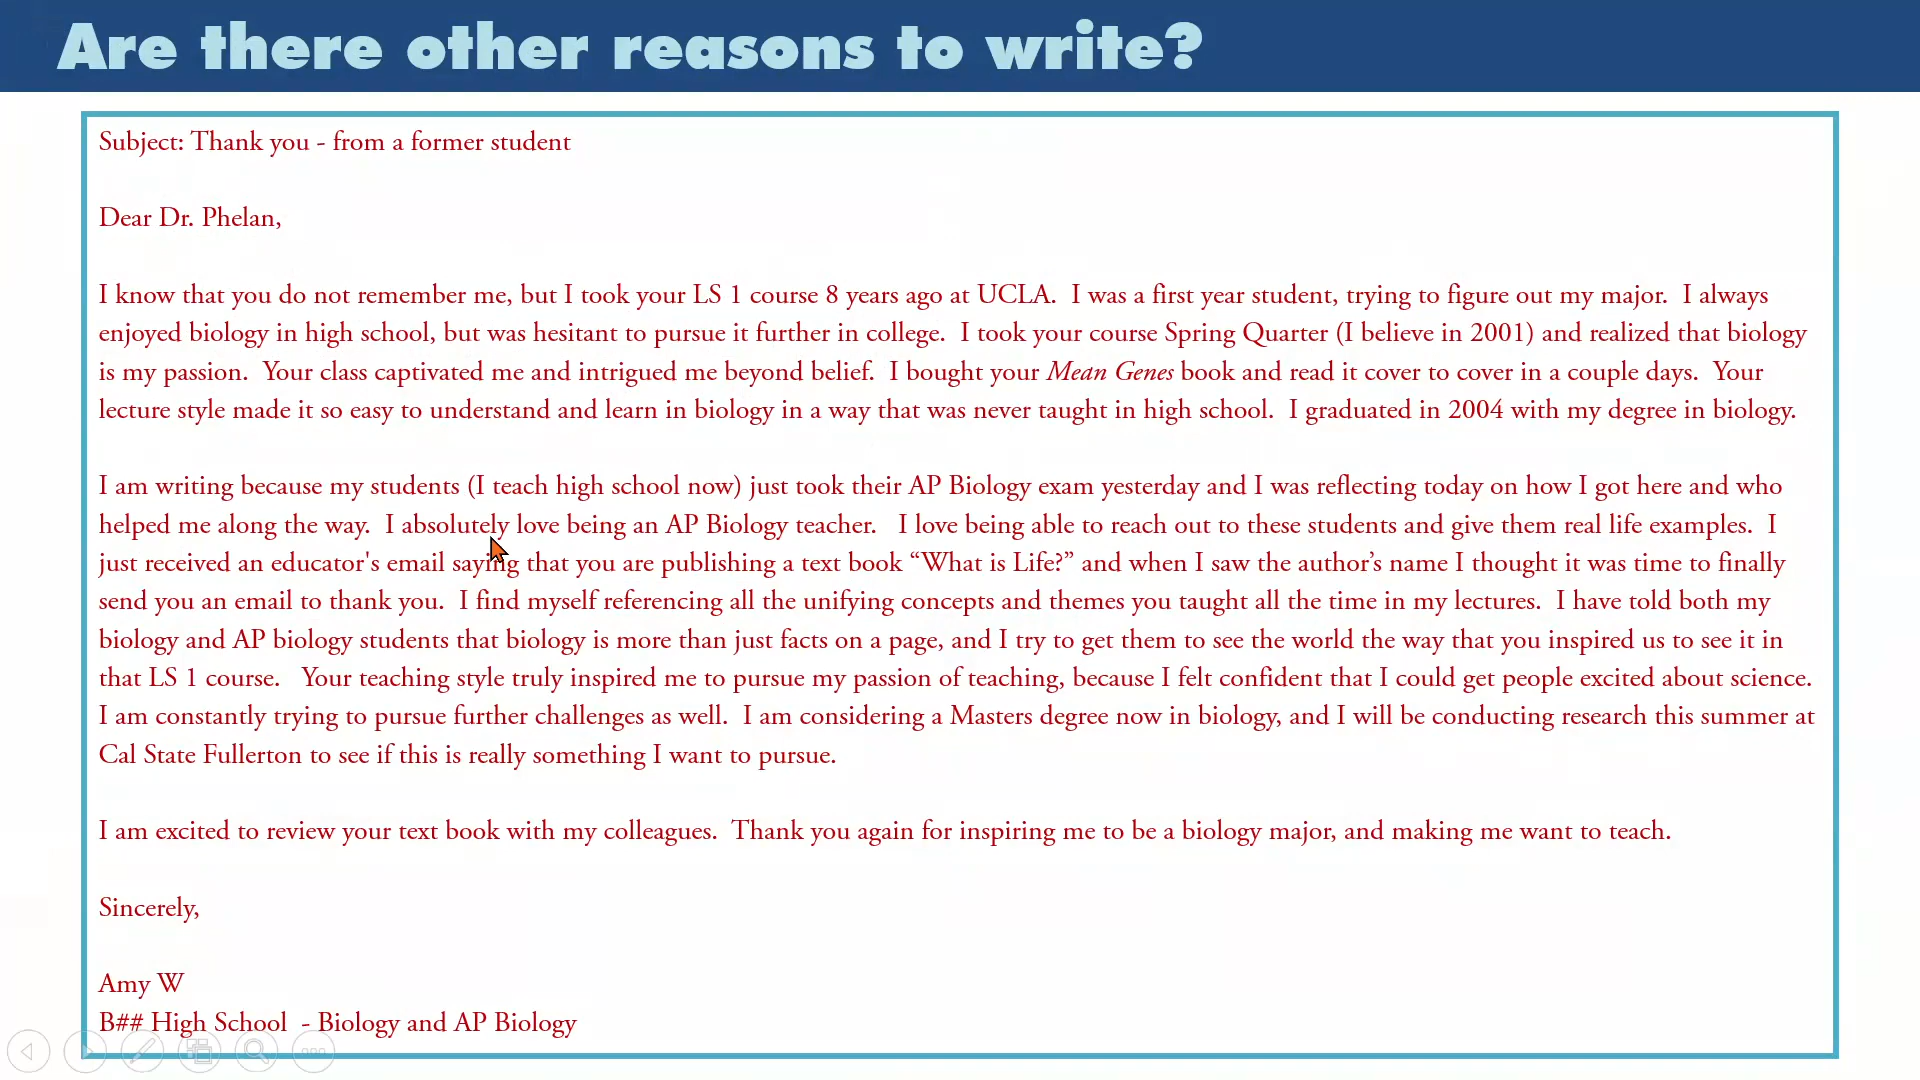 Are there other reasons to write?
Subject: Thank you - from a former student
Dear Dr. Phelan,
I know that you do not remember me, but I took your LS 1 course 8 years ago at UCLA.  I was a first year student, trying to figure out my major.  I always
enjoyed biology in high school, but was hesitant to pursue it further in college.  I took your course Spring Quarter (I believe in 2001) and realized that biology
is my passion.  Your class captivated me and intrigued me beyond belief.  I bought your Mean Genes book and read it cover to cover in a couple days.  Your
lecture style made it so easy to understand and learn in biology in a way that was never taught in high school.  I graduated in 2004 with my degree in biology.
I am writing because my students (I teach high school now) just took their AP Biology exam yesterday and I was reflecting today on how I got here and who
helped me along the way.  I absolutely love being an AP Biology teacher.   I love being able to reach out to these students and give them real life examples.  I
just received an educator's email saying that you are publishing a text book “What is Life?” and when I saw the author’s name I thought it was time to finally
send you an email to thank you.  I find myself referencing all the unifying concepts and themes you taught all the time in my lectures.  I have told both my
biology and AP biology students that biology is more than just facts on a page, and I try to get them to see the world the way that you inspired us to see it in
that LS 1 course.   Your teaching style truly inspired me to pursue my passion of teaching, because I felt confident that I could get people excited about science.
I am constantly trying to pursue further challenges as well.  I am considering a Masters degree now in biology, and I will be conducting research this summer at
Cal State Fullerton to see if this is really something I want to pursue.
I am excited to review your text book with my colleagues.  Thank you again for inspiring me to be a biology major, and making me want to teach.
Sincerely,
Amy W
B## High School  - Biology and AP Biology